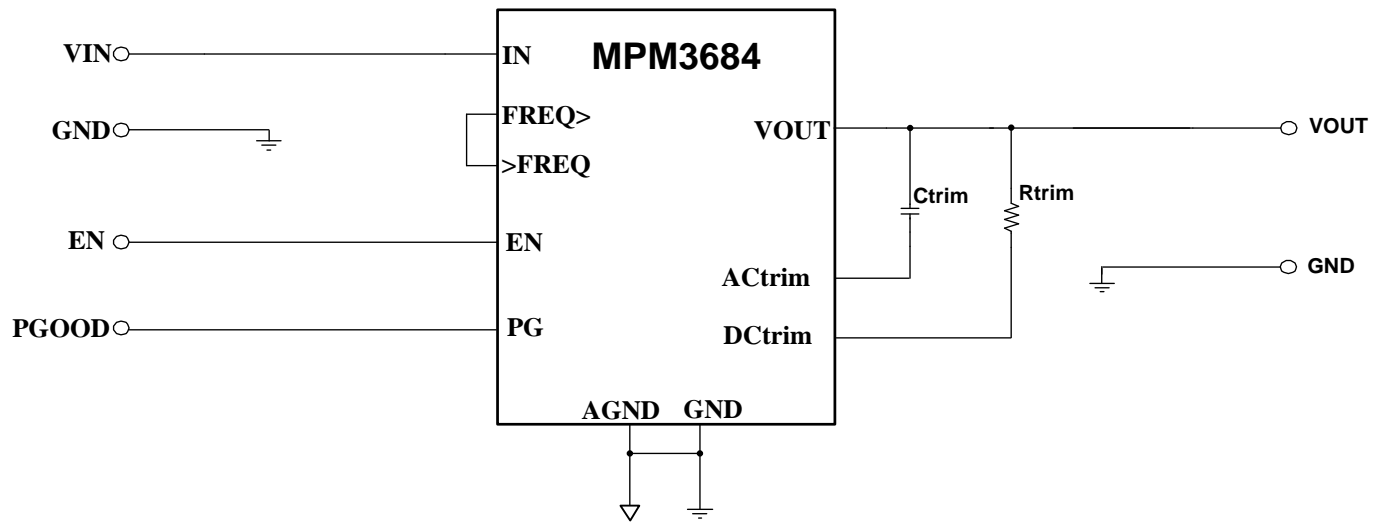 MPM3684
VIN
IN
FREQ>
GND
VOUT
VOUT
>FREQ
Ctrim
Rtrim
EN
EN
GND
ACtrim
PGOOD
PG
DCtrim
AGND
GND